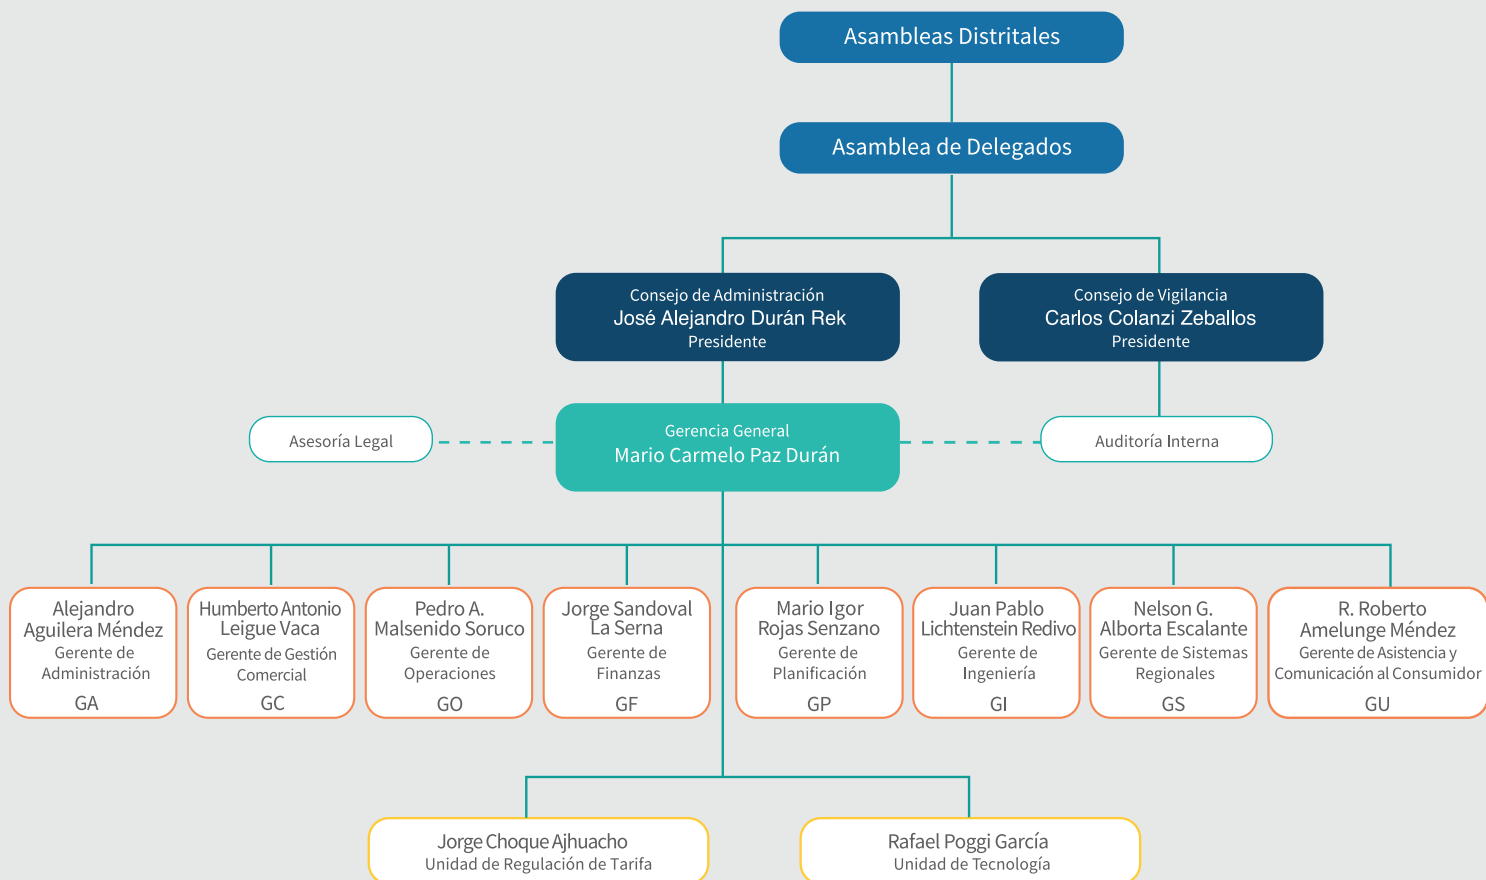 Asambleas Distritales
Asamblea de Delegados
Consejo de Administración
José Alejandro Durán Rek
Presidente
Consejo de Vigilancia
Carlos Colanzi Zeballos
Presidente
Asesoría Legal
Gerencia General
Mario Carmelo Paz Durán
Auditoría Interna
Alejandro
Aguilera Méndez
Gerente de
Administración
GA
Humberto Antonio
Leigue Vaca
Gerente de Gestión
Comercial
GC
Pedro A.
Malsenido Soruco
Gerente de
Operaciones
GO
Jorge Sandoval
La Serna
Gerente de
Finanzas
GF
Mario Igor
Rojas Senzano
Gerente de
Planificación
GP
Juan Pablo
Lichtenstein Redivo
Gerente de
Ingeniería
GI
Nelson G.
Alborta Escalante
Gerente de Sistemas
Regionales
GS
R. Roberto
Amelunge Méndez
Gerente de Asistencia y
Comunicación al Consumidor
GU
Jorge Choque Ajhuacho
Unidad de Regulación de Tarifa
Rafael Poggi García
Unidad de Tecnología